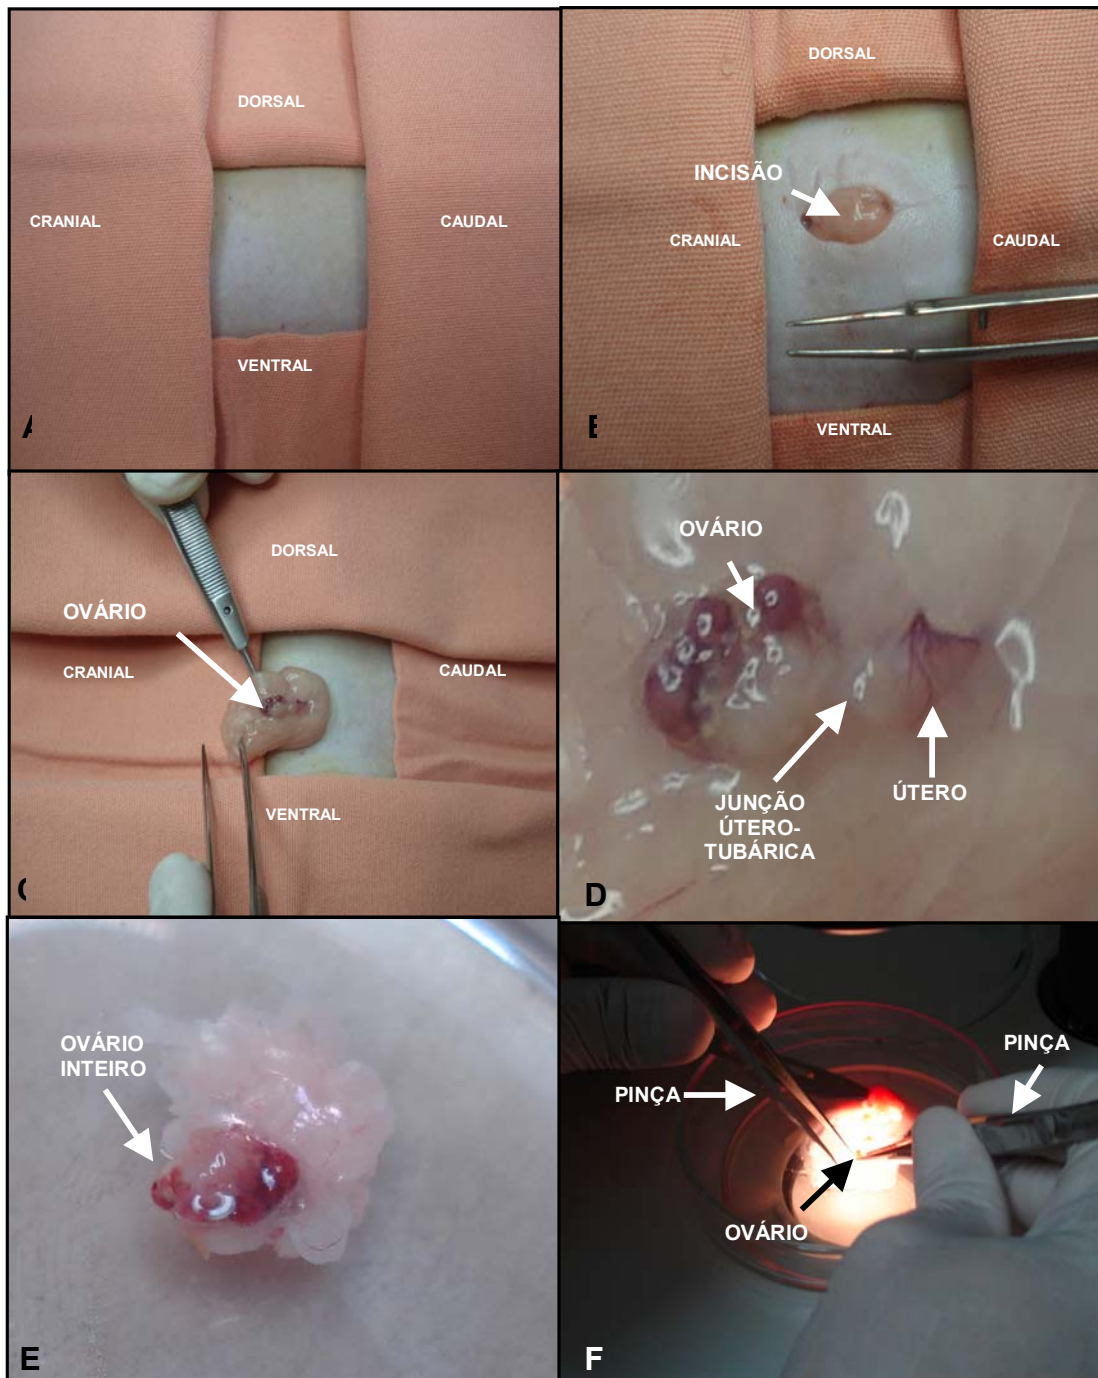 DORSAL
CRANIAL
CAUDAL
VENTRAL
A
DORSAL
INCISÃO
CRANIAL
CAUDAL
VENTRAL
DORSAL
OVÁRIO
CRANIAL
CAUDAL
VENTRAL
OVÁRIO
JUNÇÃO
ÚTERO-
TUBÁRICA
ÚTERO
D
OVÁRIO
INTEIRO
E
PINÇA
PINÇA
OVÁRIO
F